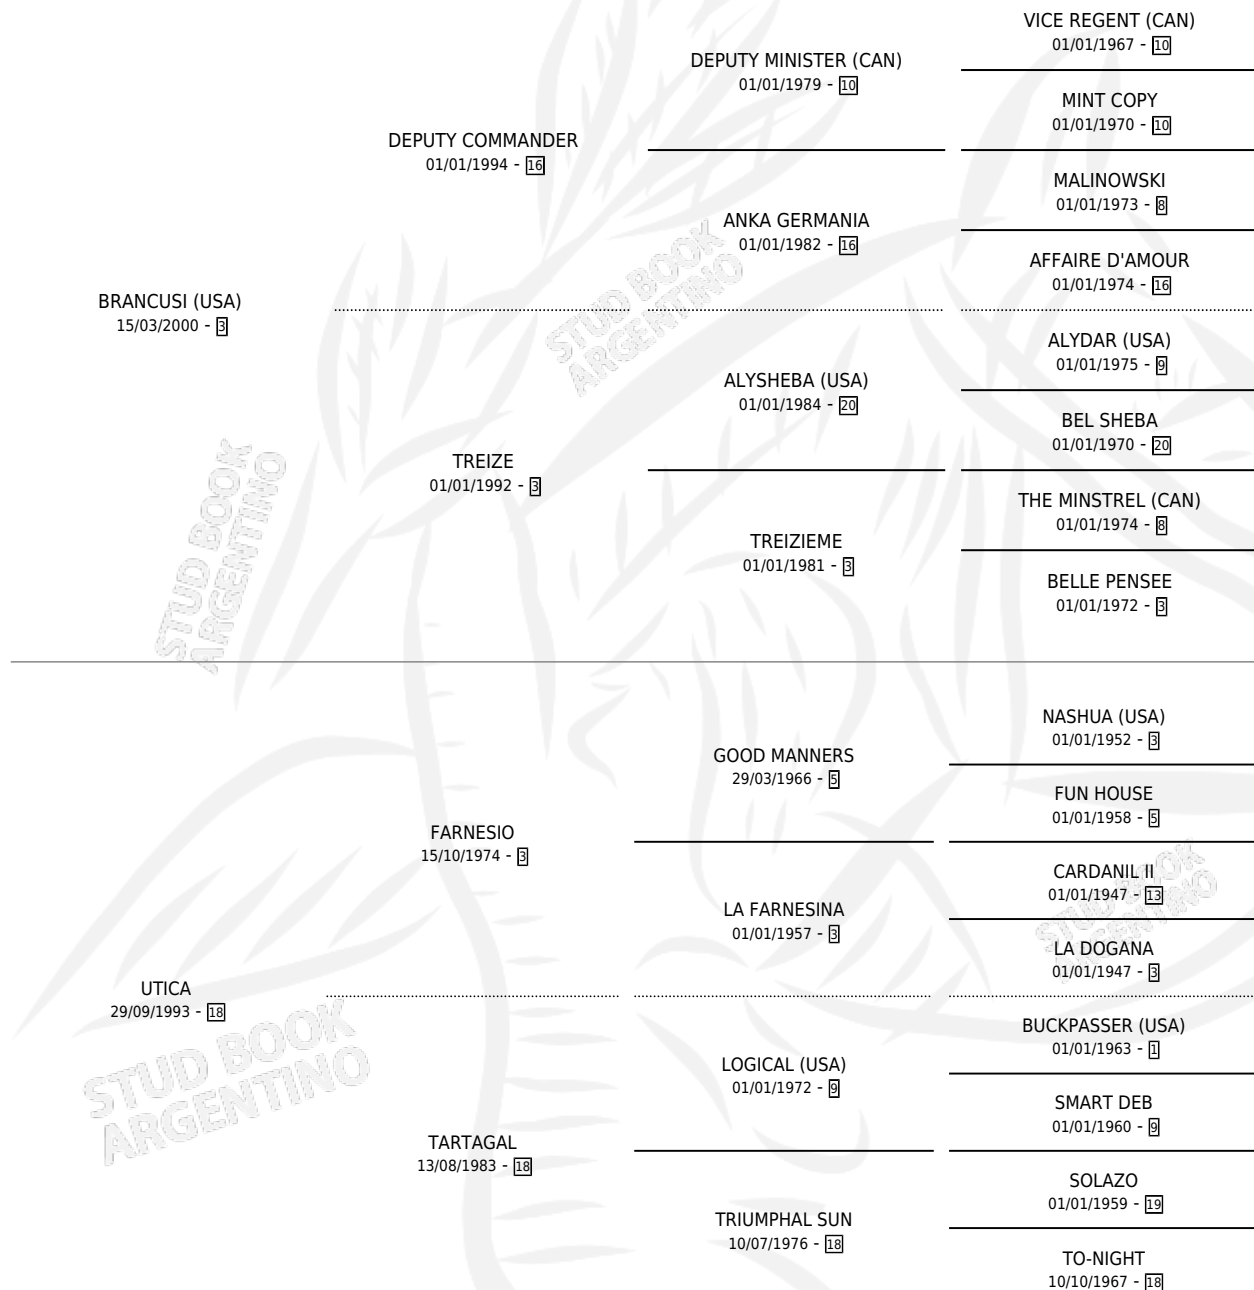 VICE REGENT (CAN)
01/01/1967 - 10
DEPUTY MINISTER (CAN)
01/01/1979 - 10
MINT COPY
01/01/1970 - 10
DEPUTY COMMANDER
01/01/1994 - 16
MALINOWSKI
01/01/1973 - 8
ANKA GERMANIA
01/01/1982 - 16
AFFAIRE D'AMOUR
01/01/1974 - 16
BRANCUSI (USA)
15/03/2000 - 3
ALYDAR (USA)
01/01/1975 - 9
ALYSHEBA (USA)
01/01/1984 - 20
BEL SHEBA
01/01/1970 - 20
TREIZE
01/01/1992 - 3
THE MINSTREL (CAN)
01/01/1974 - 8
TREIZIEME
01/01/1981 - 3
BELLE PENSEE
01/01/1972 - 3
NASHUA (USA)
01/01/1952 - 3
GOOD MANNERS
29/03/1966 - 5
FUN HOUSE
01/01/1958 - 5
FARNESIO
15/10/1974 - 3
CARDANIL II
01/01/1947 - 13
LA FARNESINA
01/01/1957 - 3
LA DOGANA
01/01/1947 - 3
UTICA
29/09/1993 - 18
BUCKPASSER (USA)
01/01/1963 - 1
LOGICAL (USA)
01/01/1972 - 9
SMART DEB
01/01/1960 - 9
TARTAGAL
13/08/1983 - 18
SOLAZO
01/01/1959 - 19
TRIUMPHAL SUN
10/07/1976 - 18
TO-NIGHT
10/10/1967 - 18
STUD BOOK
ARGENTINO
STUD BOOK
ARGENTINO
STUD BOOK
ARGENTINO
STUD BOOK
ARGENTINO